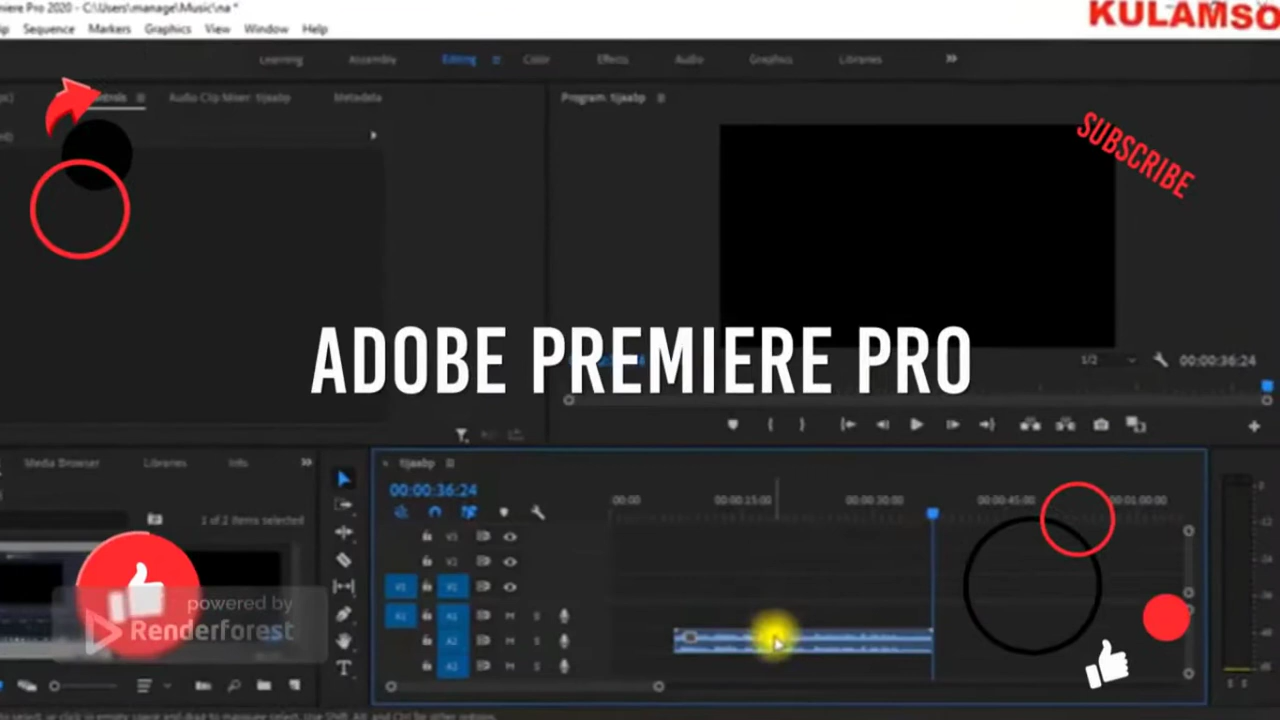 miere Pro 2020 - C:\Users\manage\Music\na *
KULAMSO
Sequence Markers Graphics View Window Help
Learning Assembly Editing Color Effects Audio Graphics Libraries
Audio Clip Mixer: tijaabp Metadata
Program: tijaabp
SUBSCRIBE
ADOBE PREMIERE PRO
1/2 00:00:36:24
Media Browser Libraries Info
tijaabp
00:00:36:24
:00:00 00:00:15:00 00:00:30:00 00:00:45:00 00:01:00:00
1 of 2 items selected
V1 V1
A1 A1 M S
A2 M S
A3 M S
powered by
Renderforest